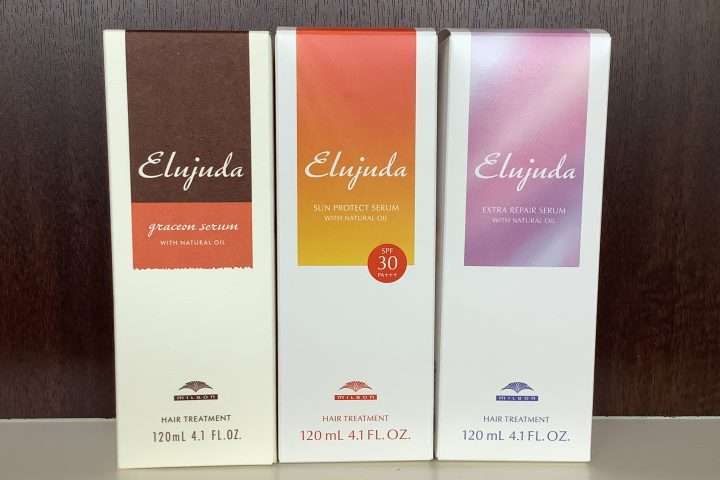 Elujuda
graceon serum
WITH NATURAL OIL
MILBON
HAIR TREATMENT
120mL 4.1 FL.OZ.
Elujuda
SUN PROTECT SERUM
WITH NATURAL OIL
SPF
30
PA+++
MILBON
HAIR TREATMENT
120 mL 4.1 FL. OZ.
Elujuda
EXTRA REPAIR SERUM
WITH NATURAL OIL
MILBON
HAIR TREATMENT
120 mL 4.1 FL. OZ.